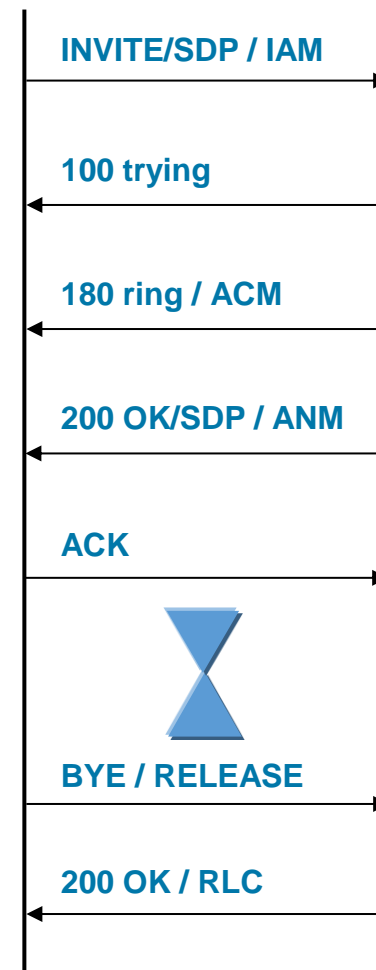 INVITE/SDP / IAM
100 trying
180 ring / ACM
200 OK/SDP / ANM
ACK
BYE / RELEASE
200 OK / RLC